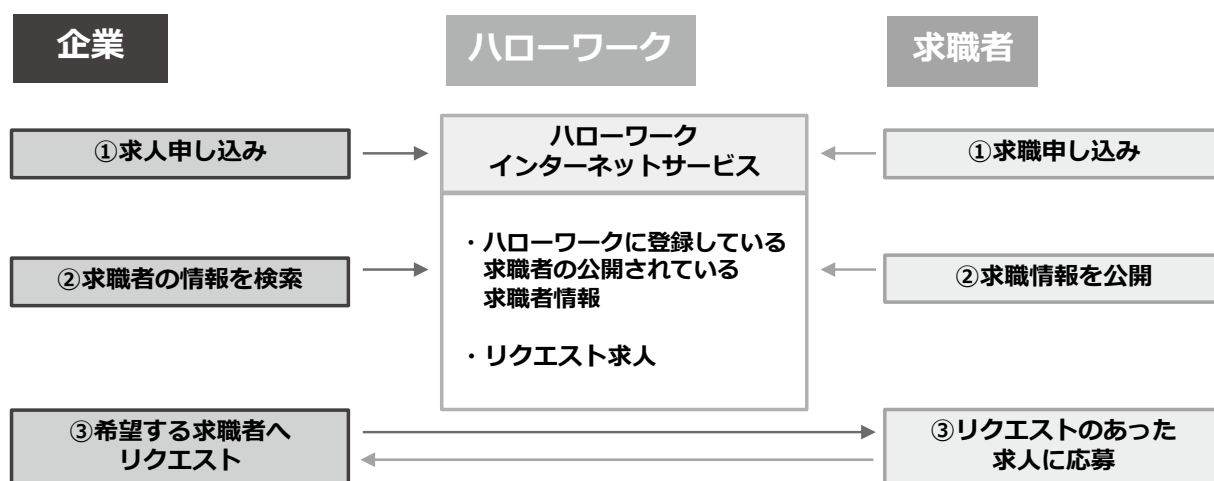 企業
ハローワーク
求職者
①求人申し込み
ハローワーク
インターネットサービス
①求職申し込み
・ハローワークに登録している
求職者の公開されている
求職者情報
・リクエスト求人
②求職者の情報を検索
②求職情報を公開
③希望する求職者へ
リクエスト
③リクエストのあった
求人に応募